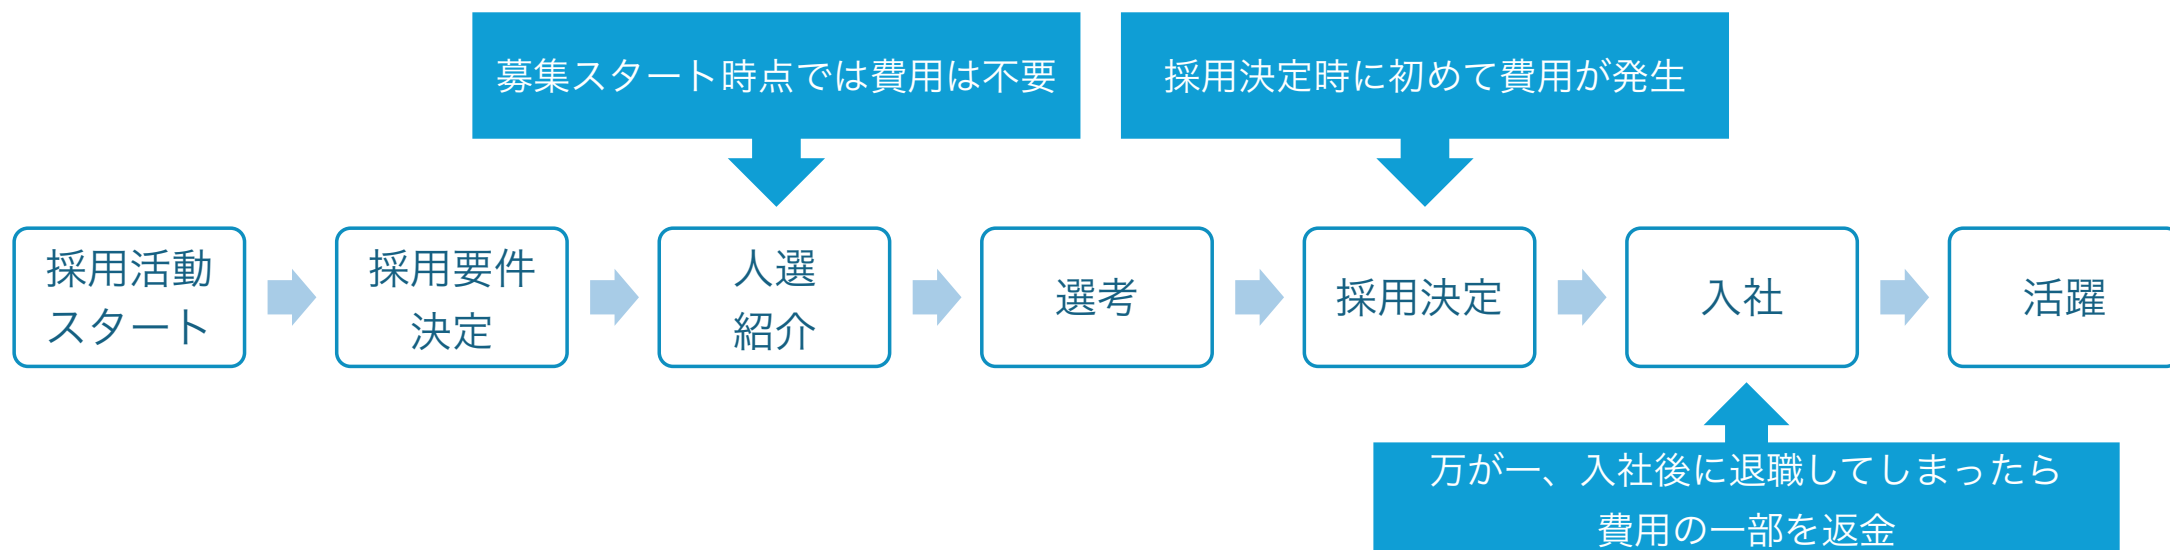 募集スタート時点では費用は不要
採用決定時に初めて費用が発生
採用活動
スタート
採用要件
決定
人選
紹介
選考
採用決定
入社
活躍
万が一、入社後に退職してしまったら
費用の一部を返金